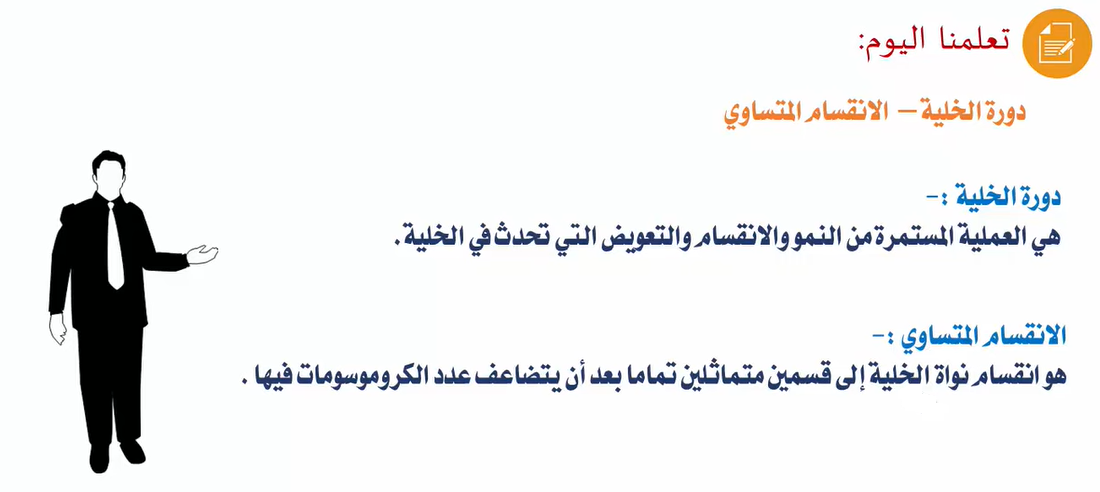 تعلمنا اليوم:
دورة الخلية – الانقسام المتساوي
دورة الخلية :-
هي العملية المستمرة من النمو والانقسام والتعويض التي تحدث في الخلية.
الانقسام المتساوي :-
هو انقسام نواة الخلية إلى قسمين متماثلين تماما بعد أن يتضاعف عدد الكروموسومات فيها .